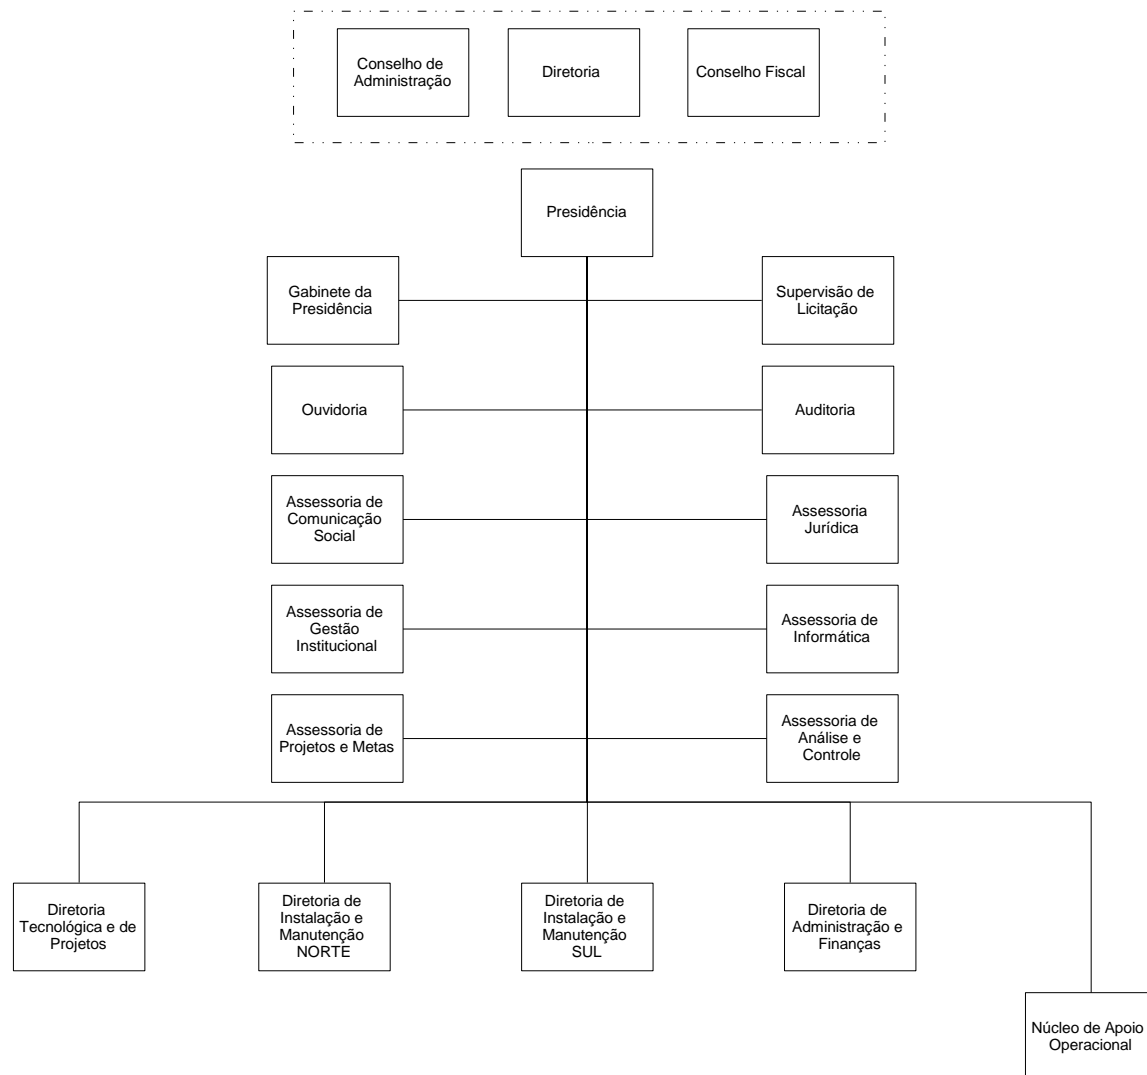 Conselho de
Administração
Diretoria
Conselho Fiscal
Presidência
Gabinete da
Presidência
Supervisão de
Licitação
Ouvidoria
Auditoria
Assessoria de
Comunicação
Social
Assessoria
Jurídica
Assessoria de
Gestão
Institucional
Assessoria de
Informática
Assessoria de
Projetos e Metas
Assessoria de
Análise e
Controle
Diretoria
Tecnológica e de
Projetos
Diretoria de
Instalação e
Manutenção
NORTE
Diretoria de
Instalação e
Manutenção
SUL
Diretoria de
Administração e
Finanças
Núcleo de Apoio
Operacional